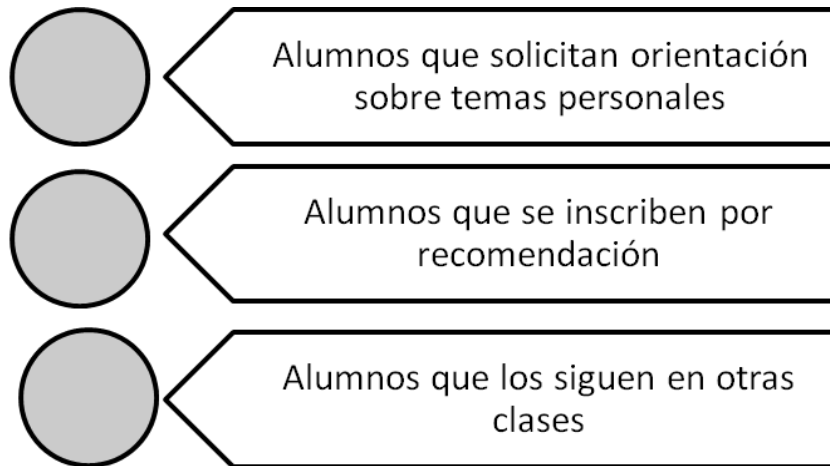 Alumnos que solicitan orientación
sobre temas personales
Alumnos que se inscriben por
recomendación
Alumnos que los siguen en otras
clases